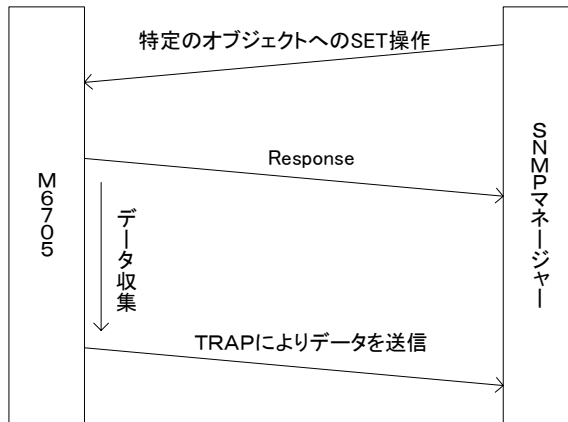 特定のオブジェクトへのSET操作
Response
M6705
データ収集
SNMPマネージャー
TRAPによりデータを送信